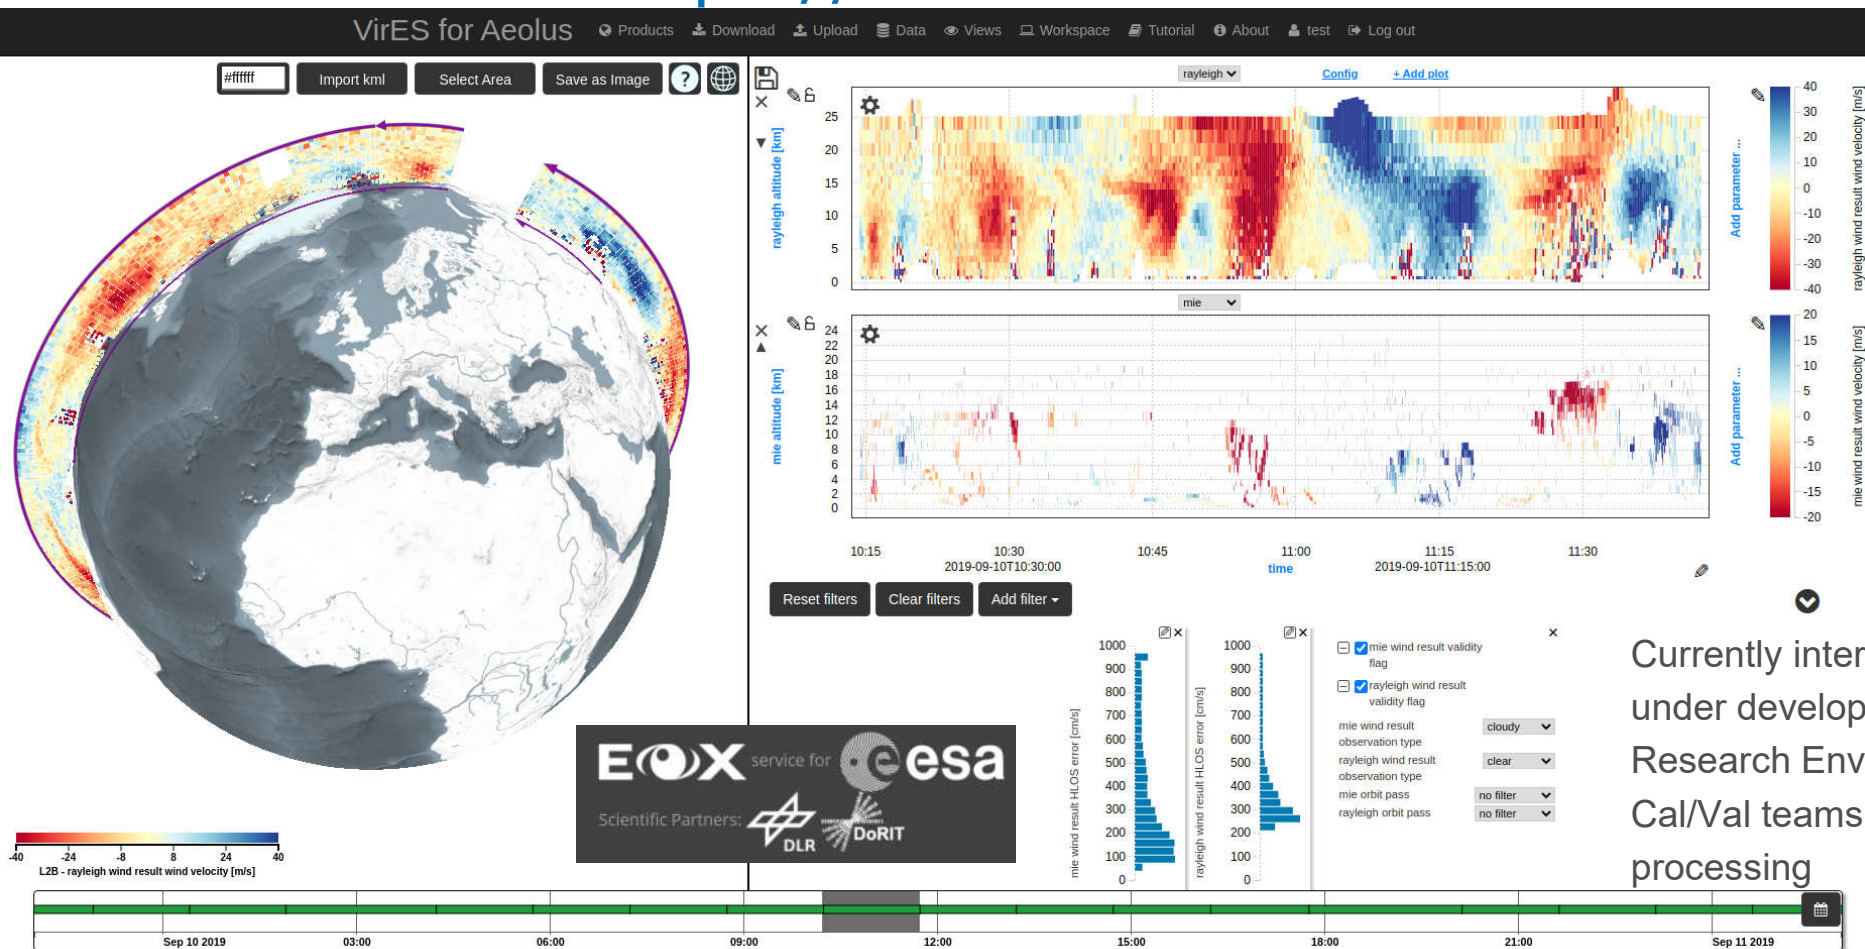 VirES for Aeolus Products Download Upload Data Views Workspace Tutorial About test Log out
#ffffff Import kml Select Area Save as Image ?
rayleigh Config + Add plot
rayleigh altitude [km]
25
20
15
10
5
0
Add parameter ...
40
30
20
10
0
-10
-20
-30
-40
rayleigh wind result wind velocity [m/s]
mie
mie altitude [km]
24
22
20
18
16
14
12
10
8
6
4
2
0
Add parameter ...
20
15
10
5
0
-5
-10
-15
-20
mie wind result wind velocity [m/s]
10:15 10:30 10:45 11:00 11:15 11:30
2019-09-10T10:30:00 time 2019-09-10T11:15:00
Reset filters Clear filters Add filter
mie wind result HLOS error [cm/s]
1000
900
800
700
600
500
400
300
200
100
0
rayleigh wind result HLOS error [cm/s]
1000
900
800
700
600
500
400
300
200
100
0
mie wind result validity
flag
rayleigh wind result
validity flag
mie wind result
observation type
cloudy
rayleigh wind result
observation type
clear
mie orbit pass no filter
rayleigh orbit pass no filter
Currently inter
under develop
Research Env
Cal/Val teams
processing
EOX service for esa
Scientific Partners: DLR DoRIT
-40 -24 -8 8 24 40
L2B - rayleigh wind result wind velocity [m/s]
Sep 10 2019 03:00 06:00 09:00 12:00 15:00 18:00 21:00 Sep 11 2019